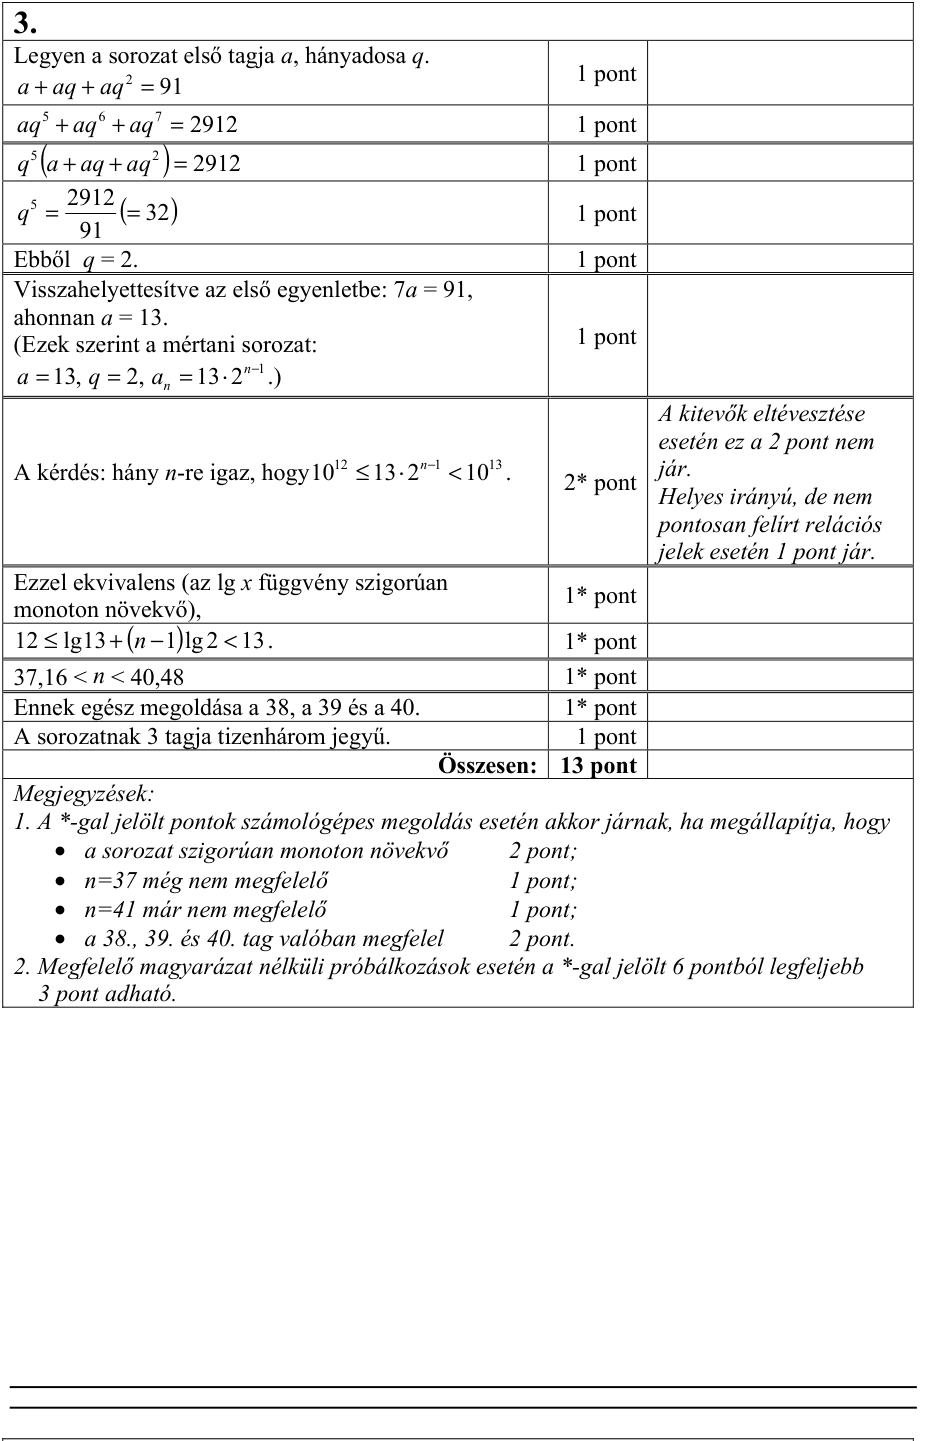 3.
Legyen a sorozat első tagja a, hányadosa q.
a + aq + aq² = 91
1 pont
aq⁵ + aq⁶ + aq⁷ = 2912
1 pont
q⁵(a + aq + aq²) = 2912
1 pont
q⁵ = 2912/91 (= 32)
1 pont
Ebből q = 2.
1 pont
Visszahelyettesítve az első egyenletbe: 7a = 91,
ahonnan a = 13.
(Ezek szerint a mértani sorozat:
a = 13, q = 2, aₙ = 13·2ⁿ⁻¹.)
1 pont
A kérdés: hány n-re igaz, hogy 10¹² ≤ 13·2ⁿ⁻¹ < 10¹³.
2* pont
A kitevők eltévesztése
esetén ez a 2 pont nem
jár.
Helyes irányú, de nem
pontosan felírt relációs
jelek esetén 1 pont jár.
Ezzel ekvivalens (az lg x függvény szigorúan
monoton növekvő),
1* pont
12 ≤ lg13 + (n − 1)lg2 < 13.
1* pont
37,16 < n < 40,48
1* pont
Ennek egész megoldása a 38, a 39 és a 40.
1* pont
A sorozatnak 3 tagja tizenhárom jegyű.
1 pont
Összesen: 13 pont
Megjegyzések:
1. A *-gal jelölt pontok számológépes megoldás esetén akkor járnak, ha megállapítja, hogy
• a sorozat szigorúan monoton növekvő 2 pont;
• n=37 még nem megfelelő 1 pont;
• n=41 már nem megfelelő 1 pont;
• a 38., 39. és 40. tag valóban megfelel 2 pont.
2. Megfelelő magyarázat nélküli próbálkozások esetén a *-gal jelölt 6 pontból legfeljebb
3 pont adható.